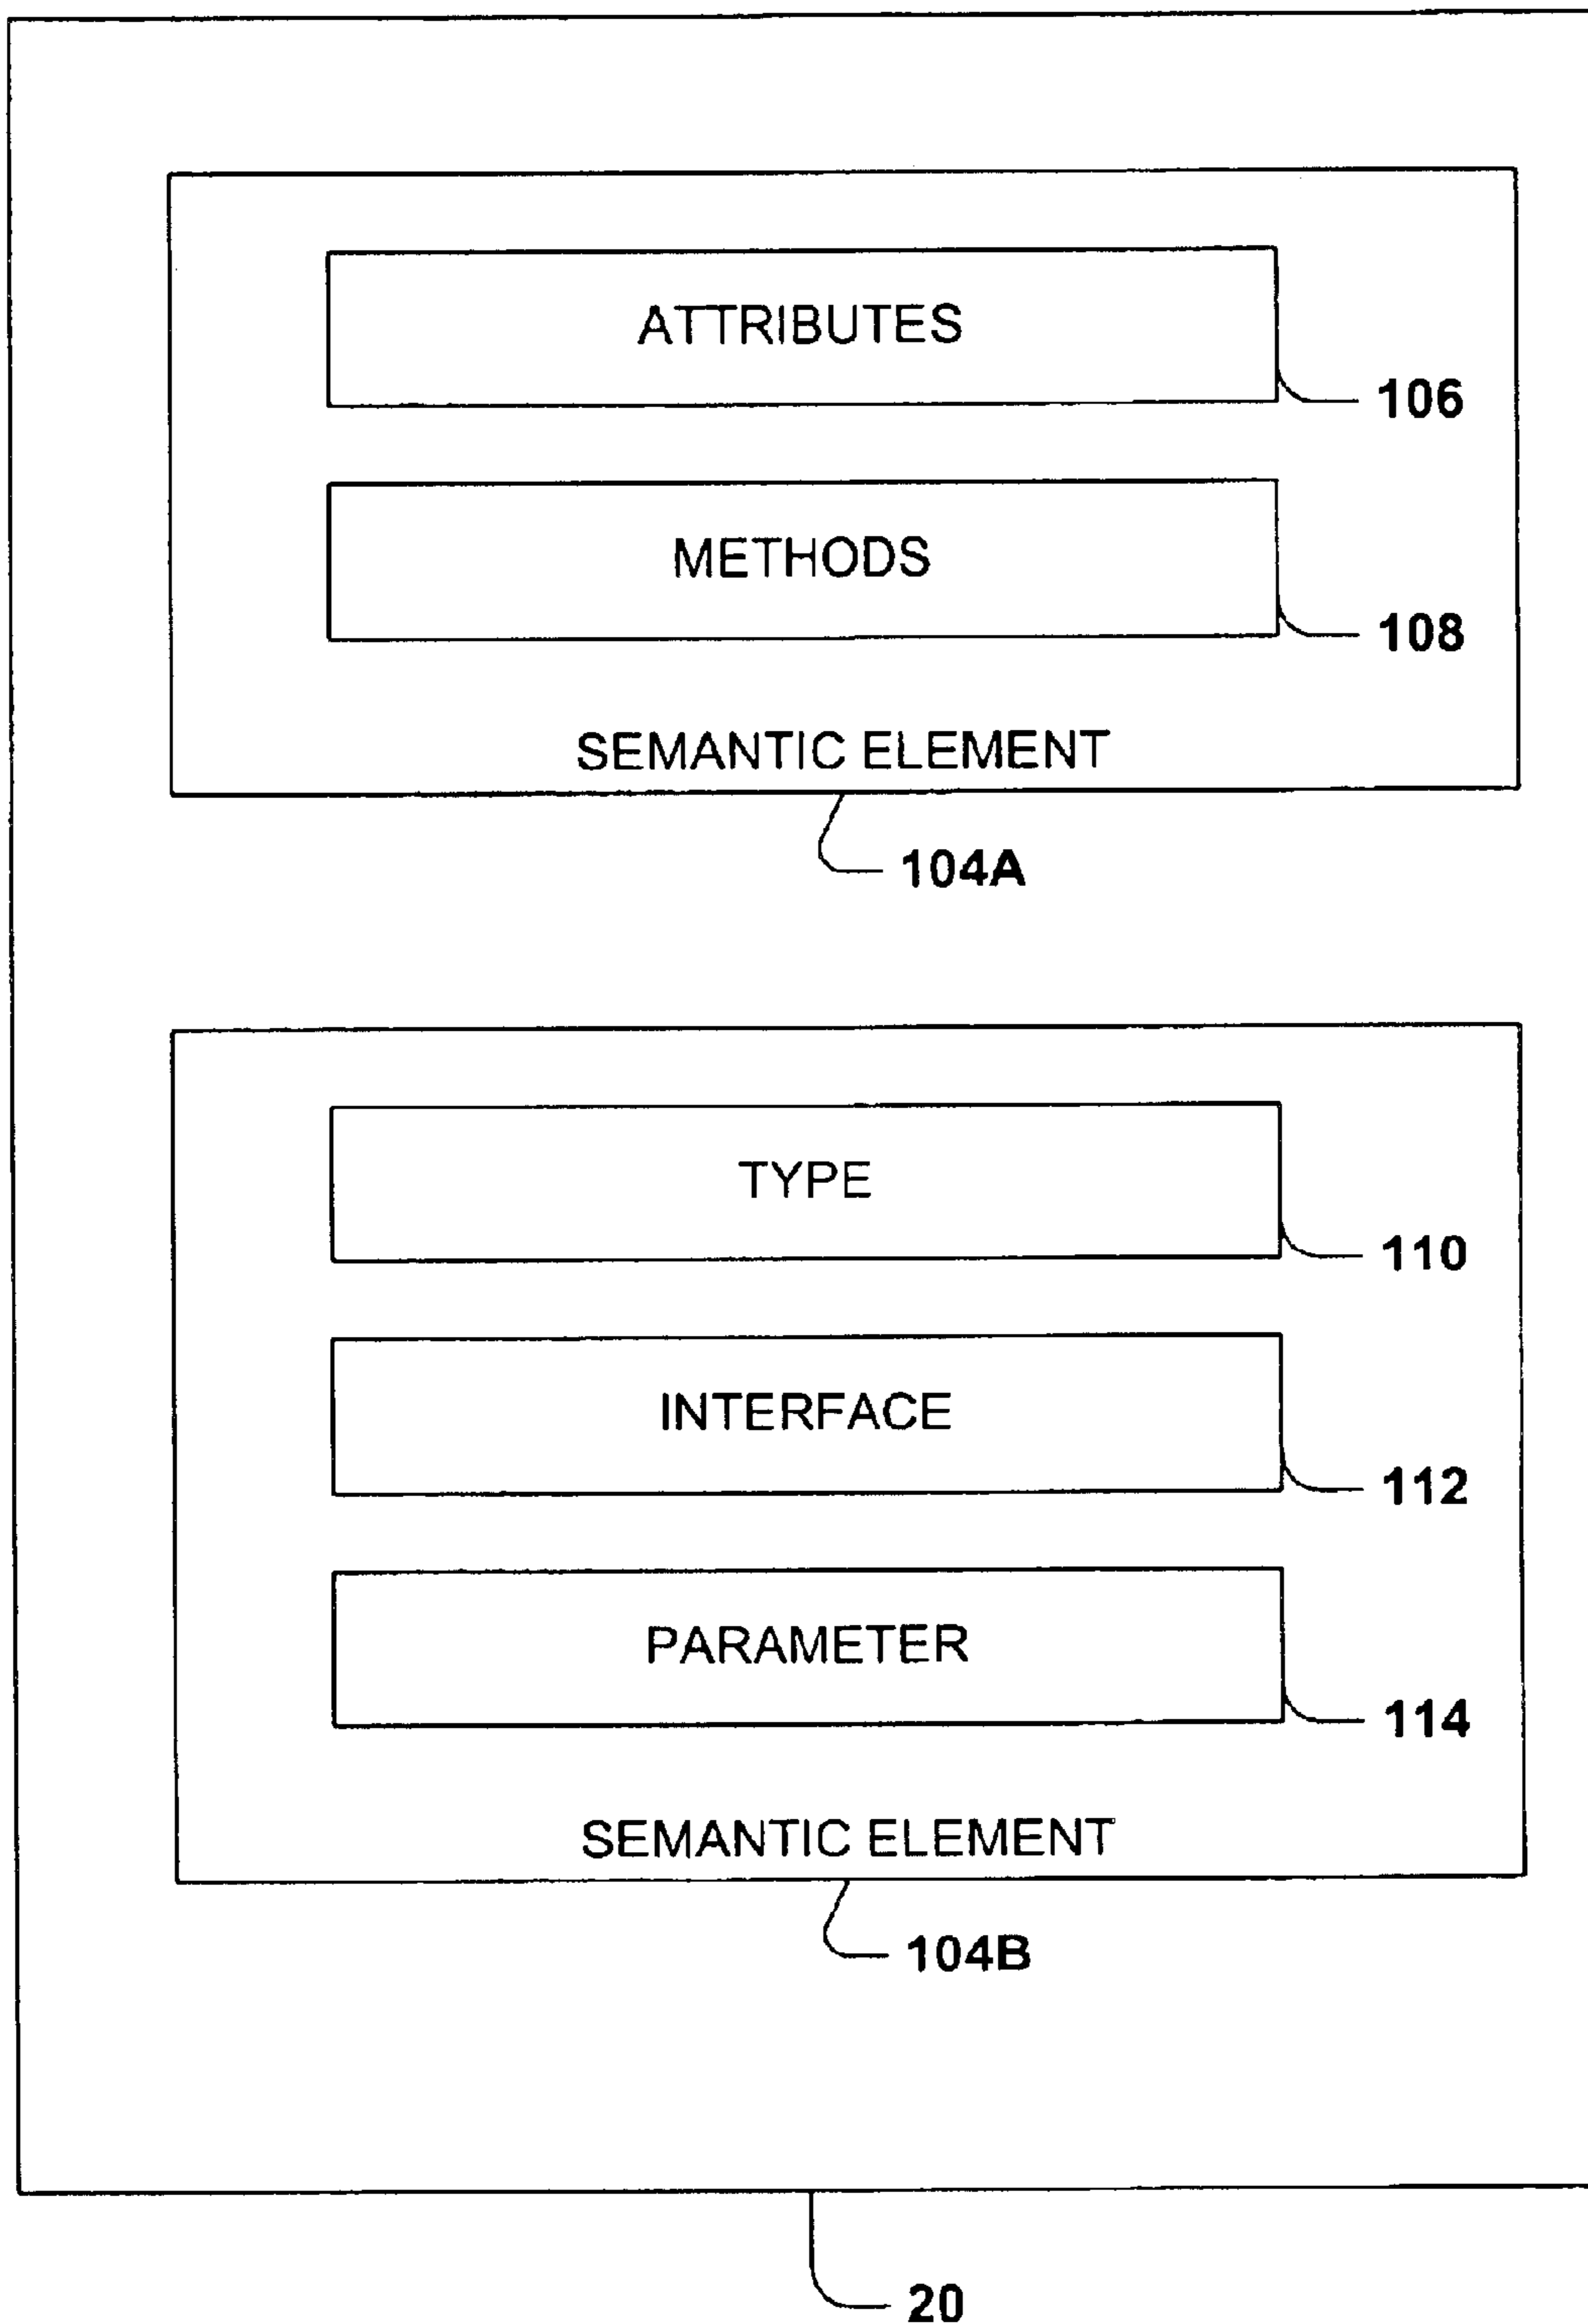 ATTRIBUTES
106
METHODS
108
SEMANTIC ELEMENT
104A
TYPE
110
INTERFACE
112
PARAMETER
114
SEMANTIC ELEMENT
104B
20